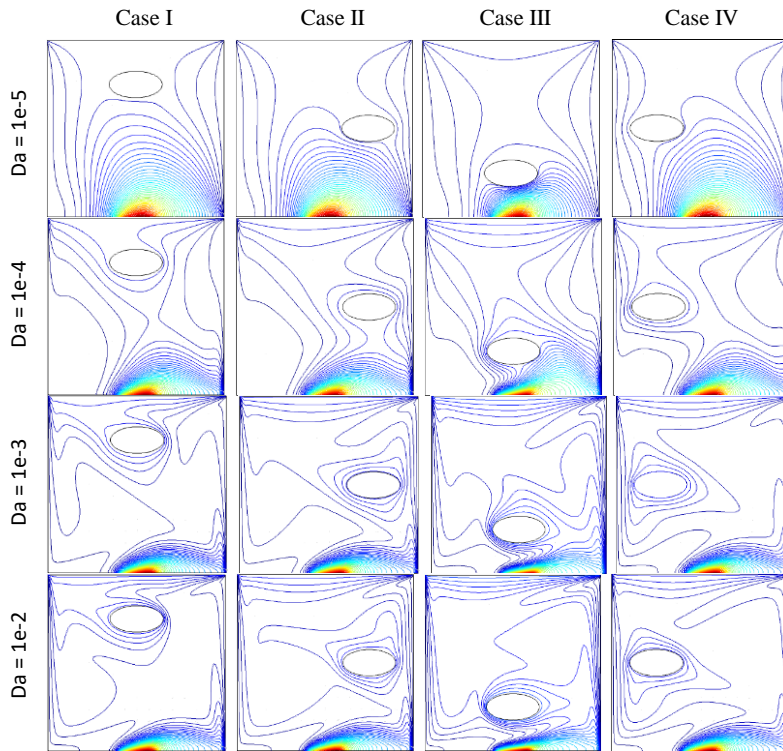 Case I Case II Case III Case IV
Da = 1e-5
Da = 1e-4
Da = 1e-3
Da = 1e-2